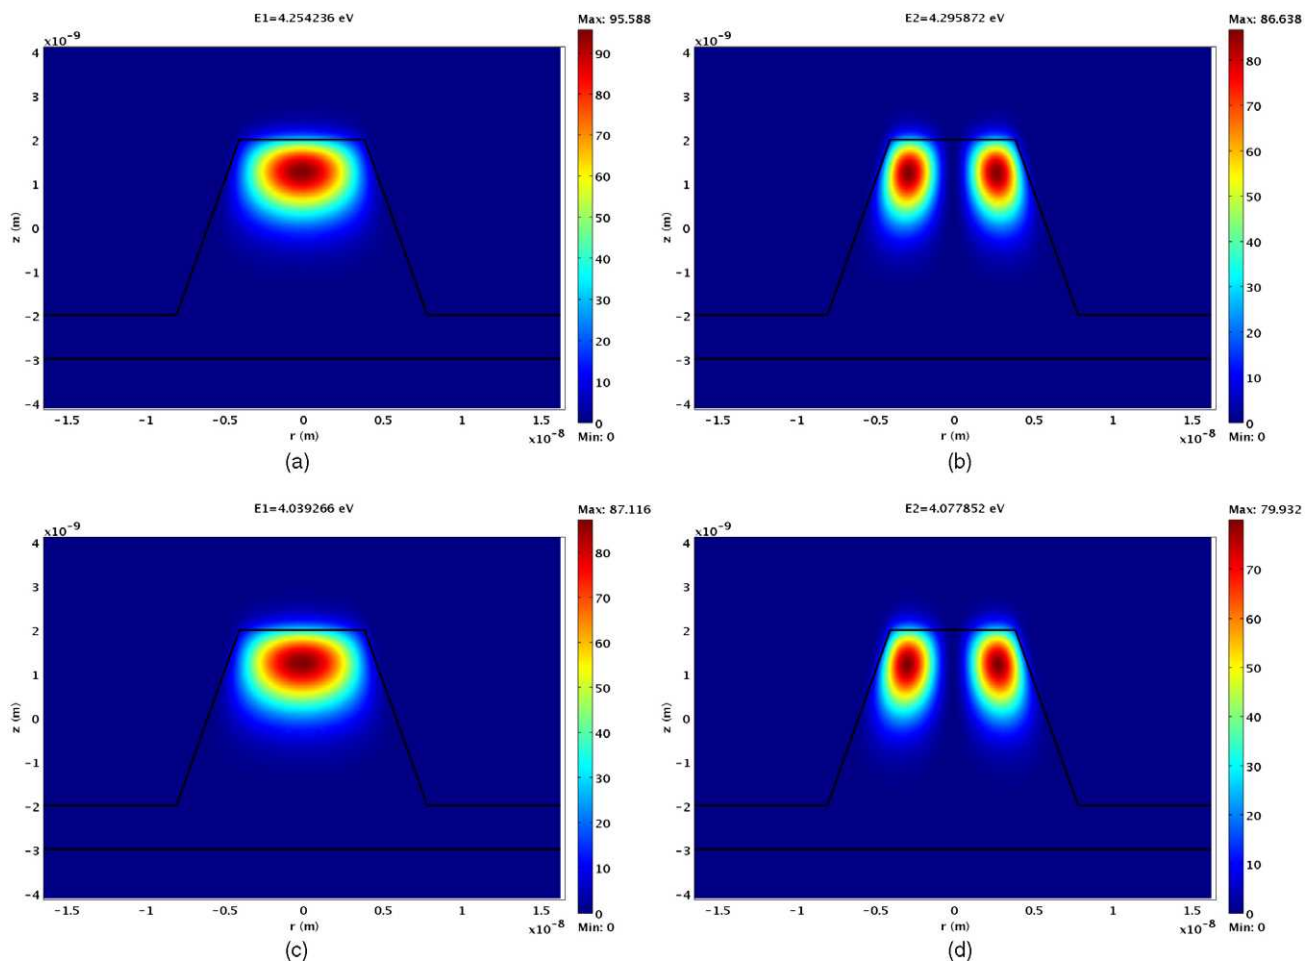 E1=4.254236 eV
Max: 95.588
x10-9
4
3
2
1
0
-1
-2
-3
-4
z (m)
-1.5 -1 -0.5 0 0.5 1 1.5
x10-8
r (m)
90
80
70
60
50
40
30
20
10
0
Min: 0
(a)
E2=4.295872 eV
Max: 86.638
x10-9
4
3
2
1
0
-1
-2
-3
-4
z (m)
-1.5 -1 -0.5 0 0.5 1 1.5
x10-8
r (m)
80
70
60
50
40
30
20
10
0
Min: 0
(b)
E1=4.039266 eV
Max: 87.116
x10-9
4
3
2
1
0
-1
-2
-3
-4
z (m)
-1.5 -1 -0.5 0 0.5 1 1.5
x10-8
r (m)
80
70
60
50
40
30
20
10
0
Min: 0
(c)
E2=4.077852 eV
Max: 79.932
x10-9
4
3
2
1
0
-1
-2
-3
-4
z (m)
-1.5 -1 -0.5 0 0.5 1 1.5
x10-8
r (m)
70
60
50
40
30
20
10
0
Min: 0
(d)